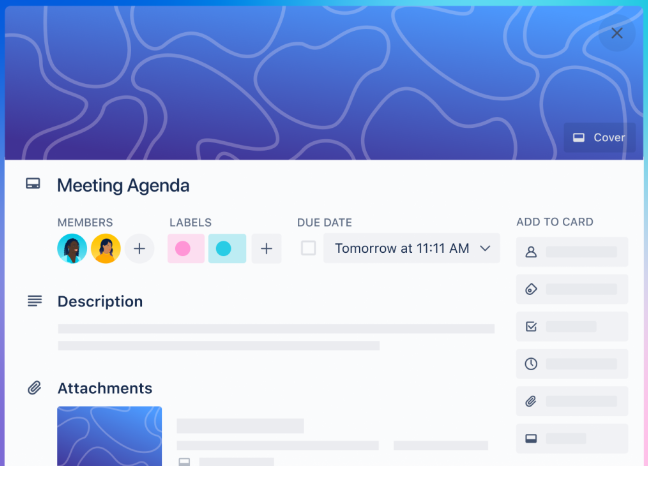 Cover
Meeting Agenda
MEMBERS LABELS DUE DATE ADD TO CARD
Tomorrow at 11:11 AM
Description
Attachments